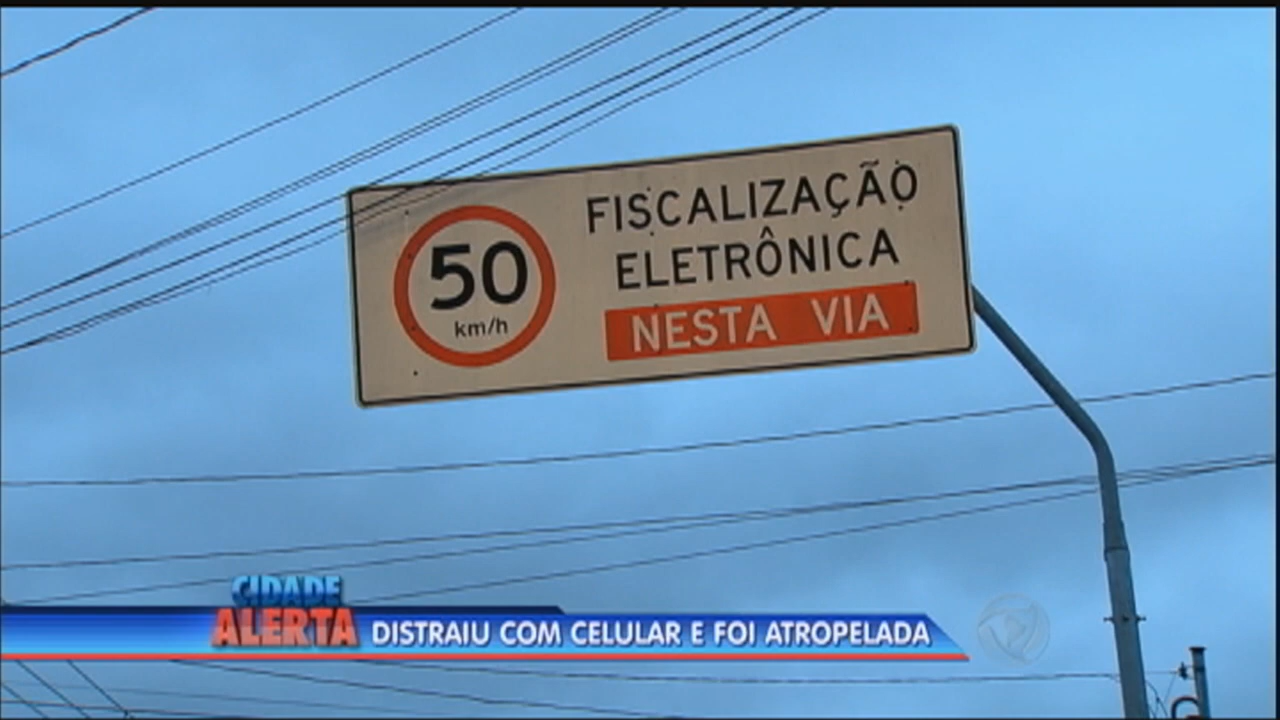 50
km/h
FISCALIZAÇÃO
ELETRÔNICA
NESTA VIA
CIDADE
ALERTA
DISTRAIU COM CELULAR E FOI ATROPELADA